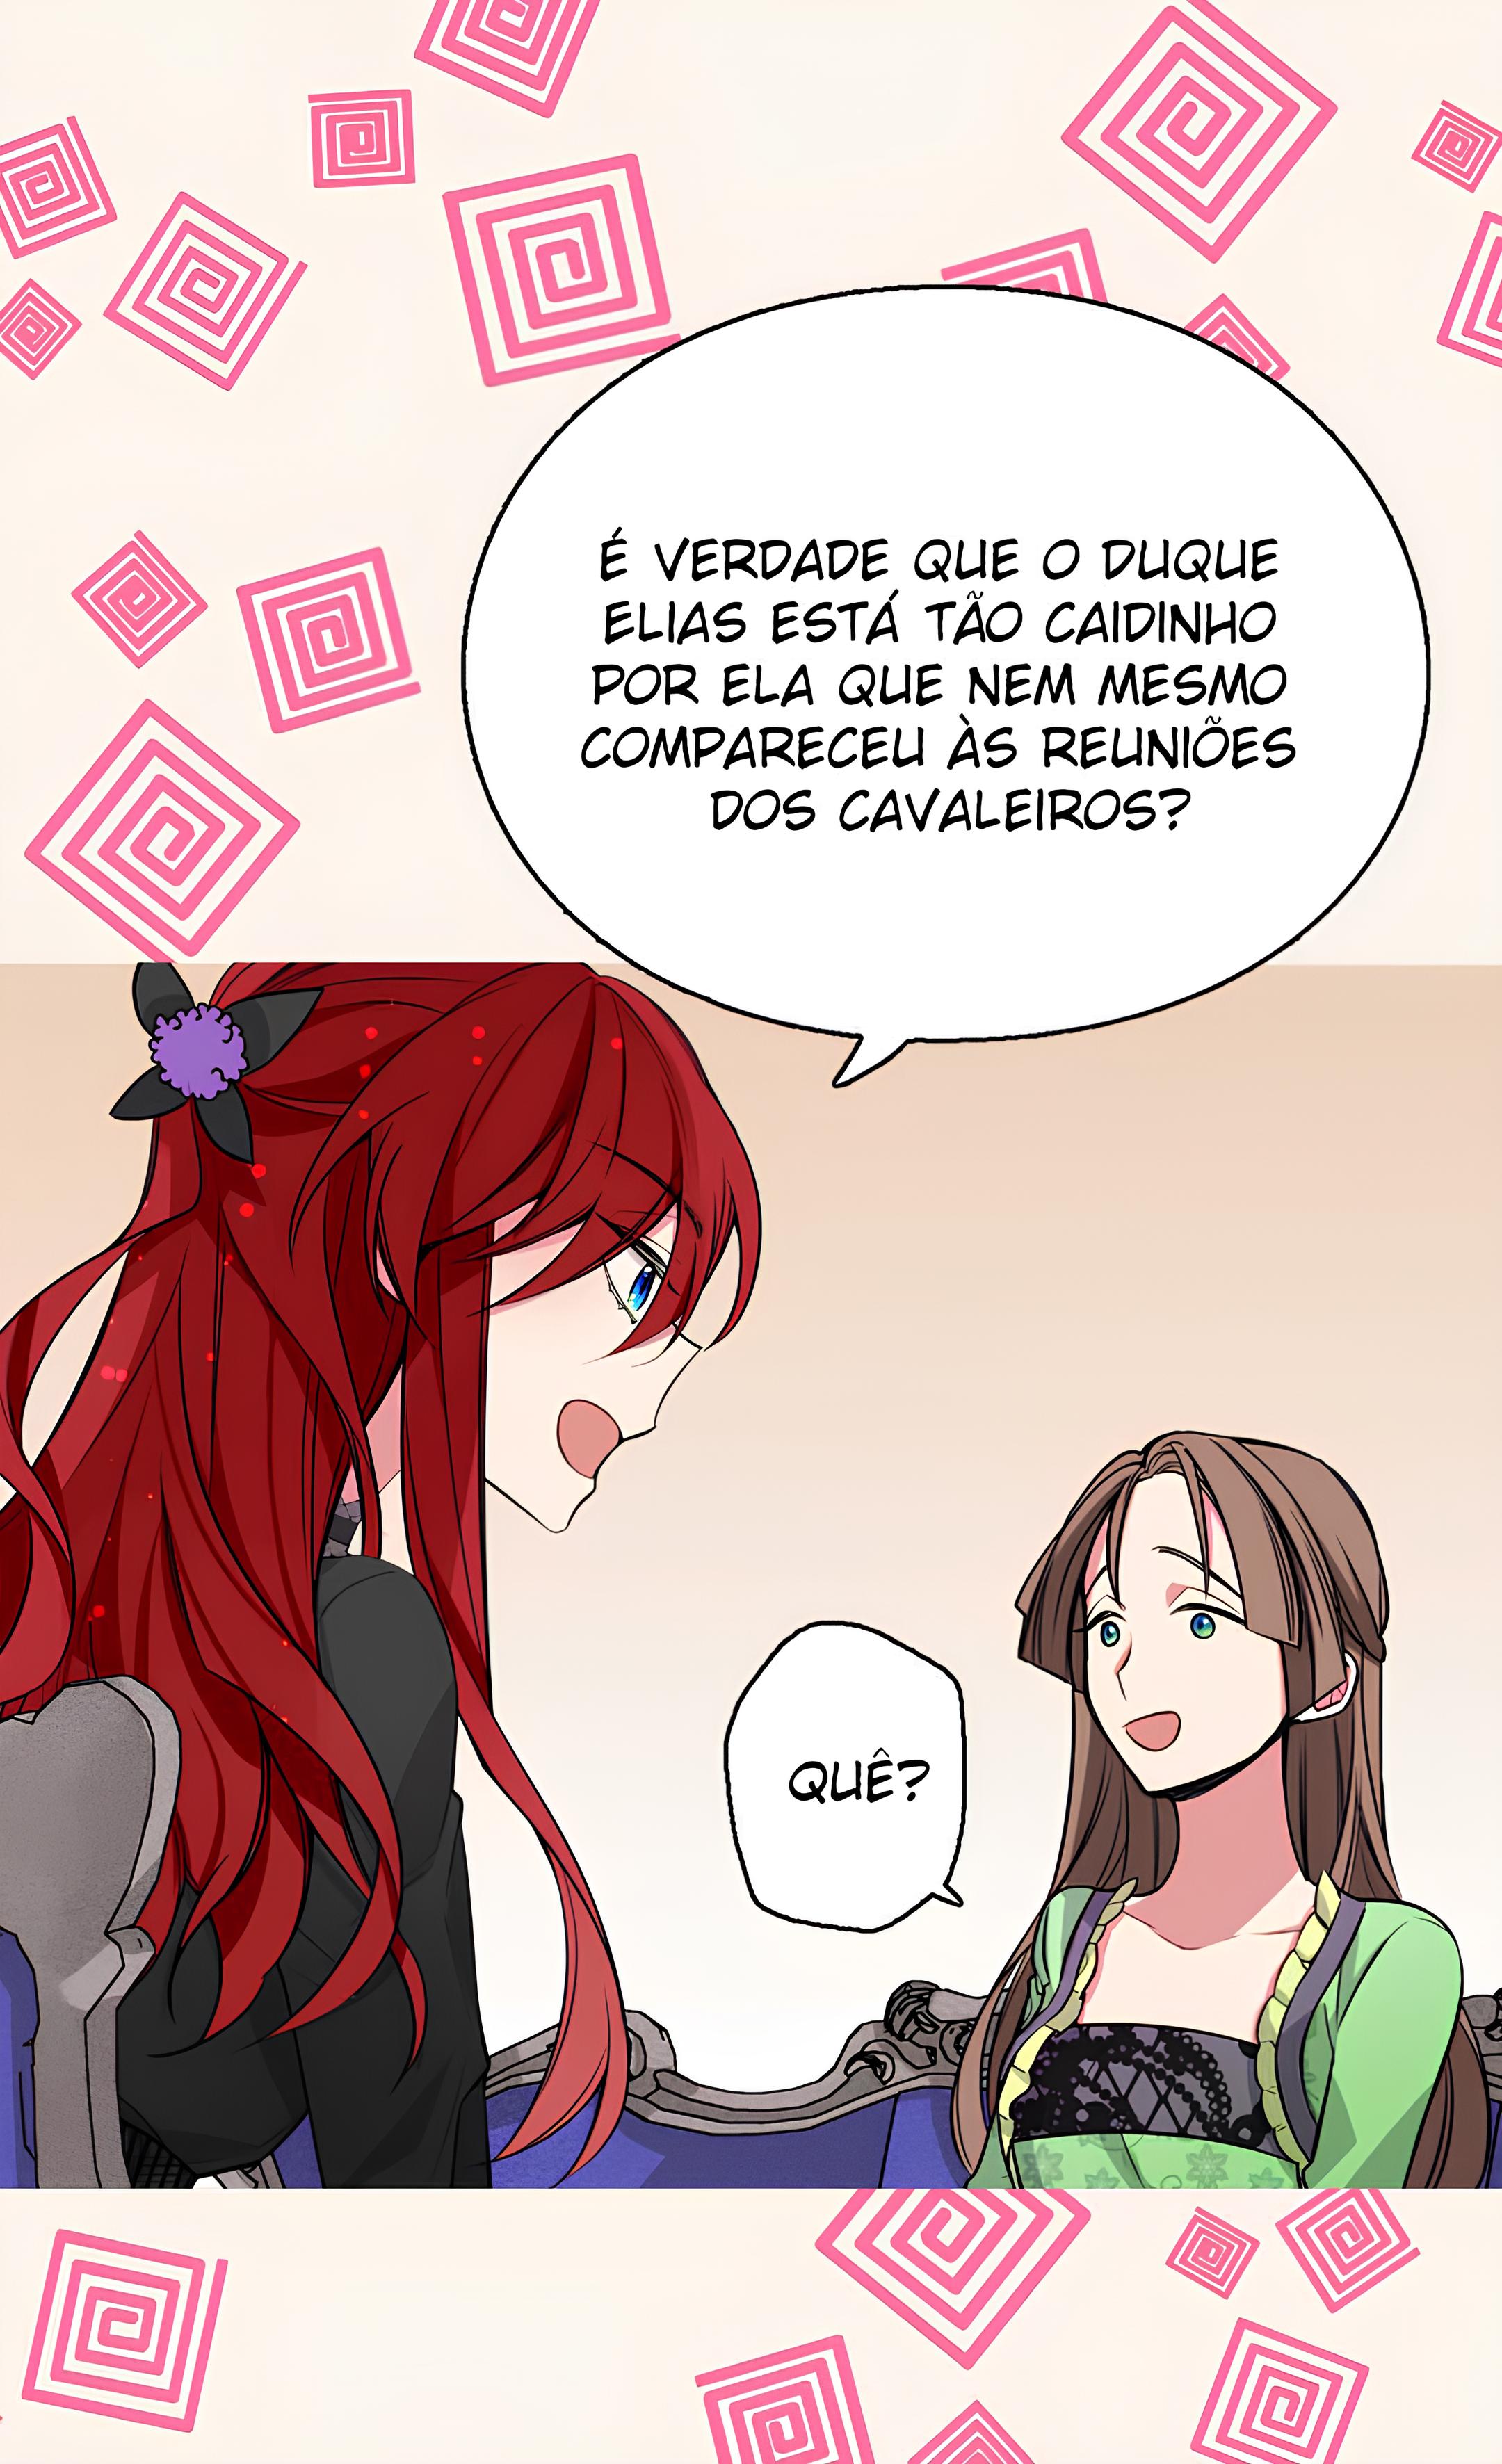 É VERDADE QUE O DUQUE
ELIAS ESTÁ TÃO CAIDINHO
POR ELA QUE NEM MESMO
COMPARECEU ÀS REUNIÕES
DOS CAVALEIROS?
QUÊ?